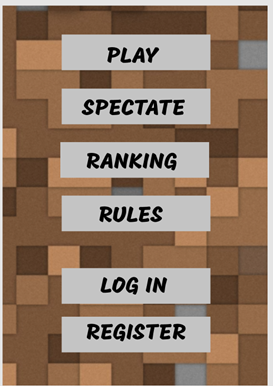 PLAY
SPECTATE
RANKING
RULES
LOG IN
REGISTER